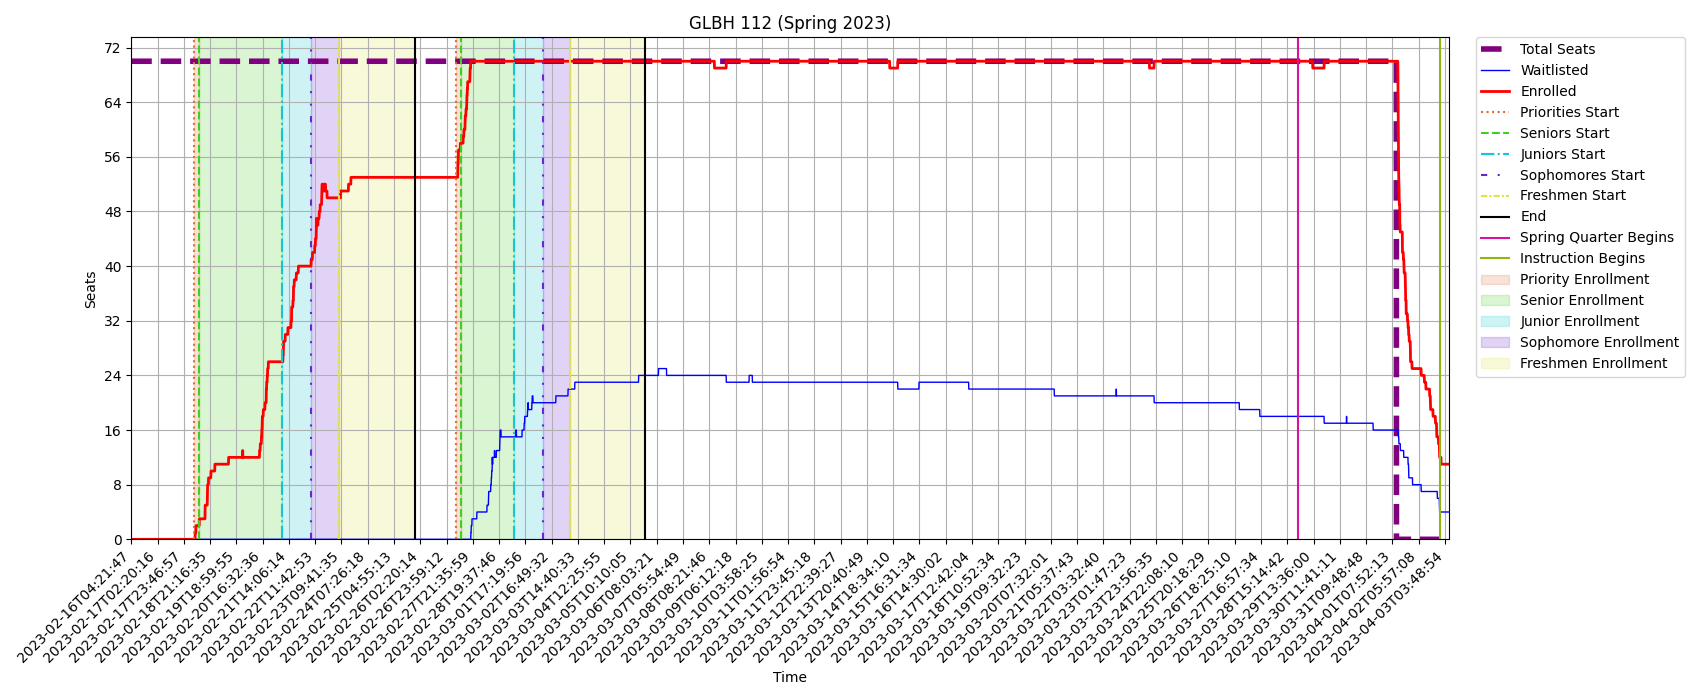 GLBH 112 (Spring 2023)
Seats
72
64
56
48
40
32
24
16
8
0
2023-02-16T04:21:47
2023-02-17T02:20:16
2023-02-17T23:46:57
2023-02-18T21:16:35
2023-02-19T18:59:55
2023-02-20T16:32:36
2023-02-21T14:06:14
2023-02-22T11:42:53
2023-02-23T09:41:35
2023-02-24T07:26:18
2023-02-25T04:55:13
2023-02-26T02:20:14
2023-02-26T23:59:12
2023-02-27T21:35:59
2023-02-28T19:37:46
2023-03-01T17:19:56
2023-03-02T16:49:32
2023-03-03T14:40:33
2023-03-04T12:25:55
2023-03-05T10:10:05
2023-03-06T08:03:21
2023-03-07T05:54:49
2023-03-08T08:21:46
2023-03-09T06:12:18
2023-03-10T03:58:25
2023-03-11T01:56:54
2023-03-11T23:45:18
2023-03-12T22:39:27
2023-03-13T20:40:49
2023-03-14T18:34:10
2023-03-15T16:31:34
2023-03-16T14:30:02
2023-03-17T12:42:04
2023-03-18T10:52:34
2023-03-19T09:32:23
2023-03-20T07:32:01
2023-03-21T05:37:43
2023-03-22T03:32:40
2023-03-23T01:47:23
2023-03-23T23:56:35
2023-03-24T22:08:10
2023-03-25T20:18:29
2023-03-26T18:25:10
2023-03-27T16:57:34
2023-03-28T15:14:42
2023-03-29T13:36:00
2023-03-30T11:41:11
2023-03-31T09:48:48
2023-04-01T07:52:13
2023-04-02T05:57:08
2023-04-03T03:48:54
Time
Total Seats
Waitlisted
Enrolled
Priorities Start
Seniors Start
Juniors Start
Sophomores Start
Freshmen Start
End
Spring Quarter Begins
Instruction Begins
Priority Enrollment
Senior Enrollment
Junior Enrollment
Sophomore Enrollment
Freshmen Enrollment